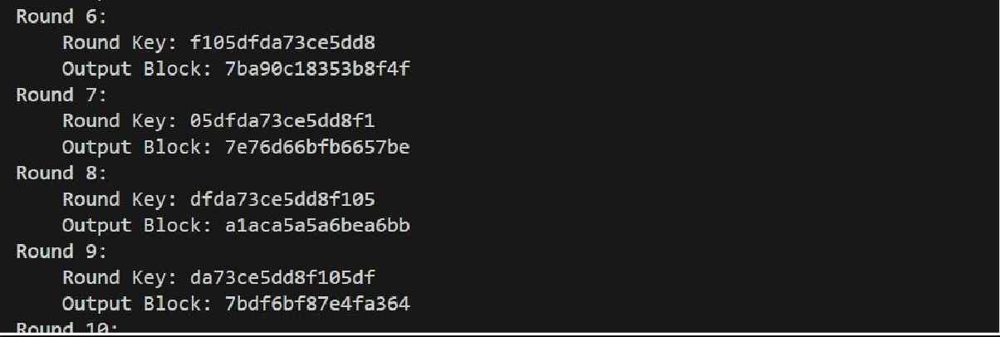 Round 6:
Round Key: f105dfda73ce5dd8
Output Block: 7ba90c18353b8f4f
Round 7:
Round Key: 05dfda73ce5dd8f1
Output Block: 7e76d66bfb6657be
Round 8:
Round Key: dfda73ce5dd8f105
Output Block: a1aca5a5a6bea6bb
Round 9:
Round Key: da73ce5dd8f105df
Output Block: 7bdf6bf87e4fa364
Round 10: